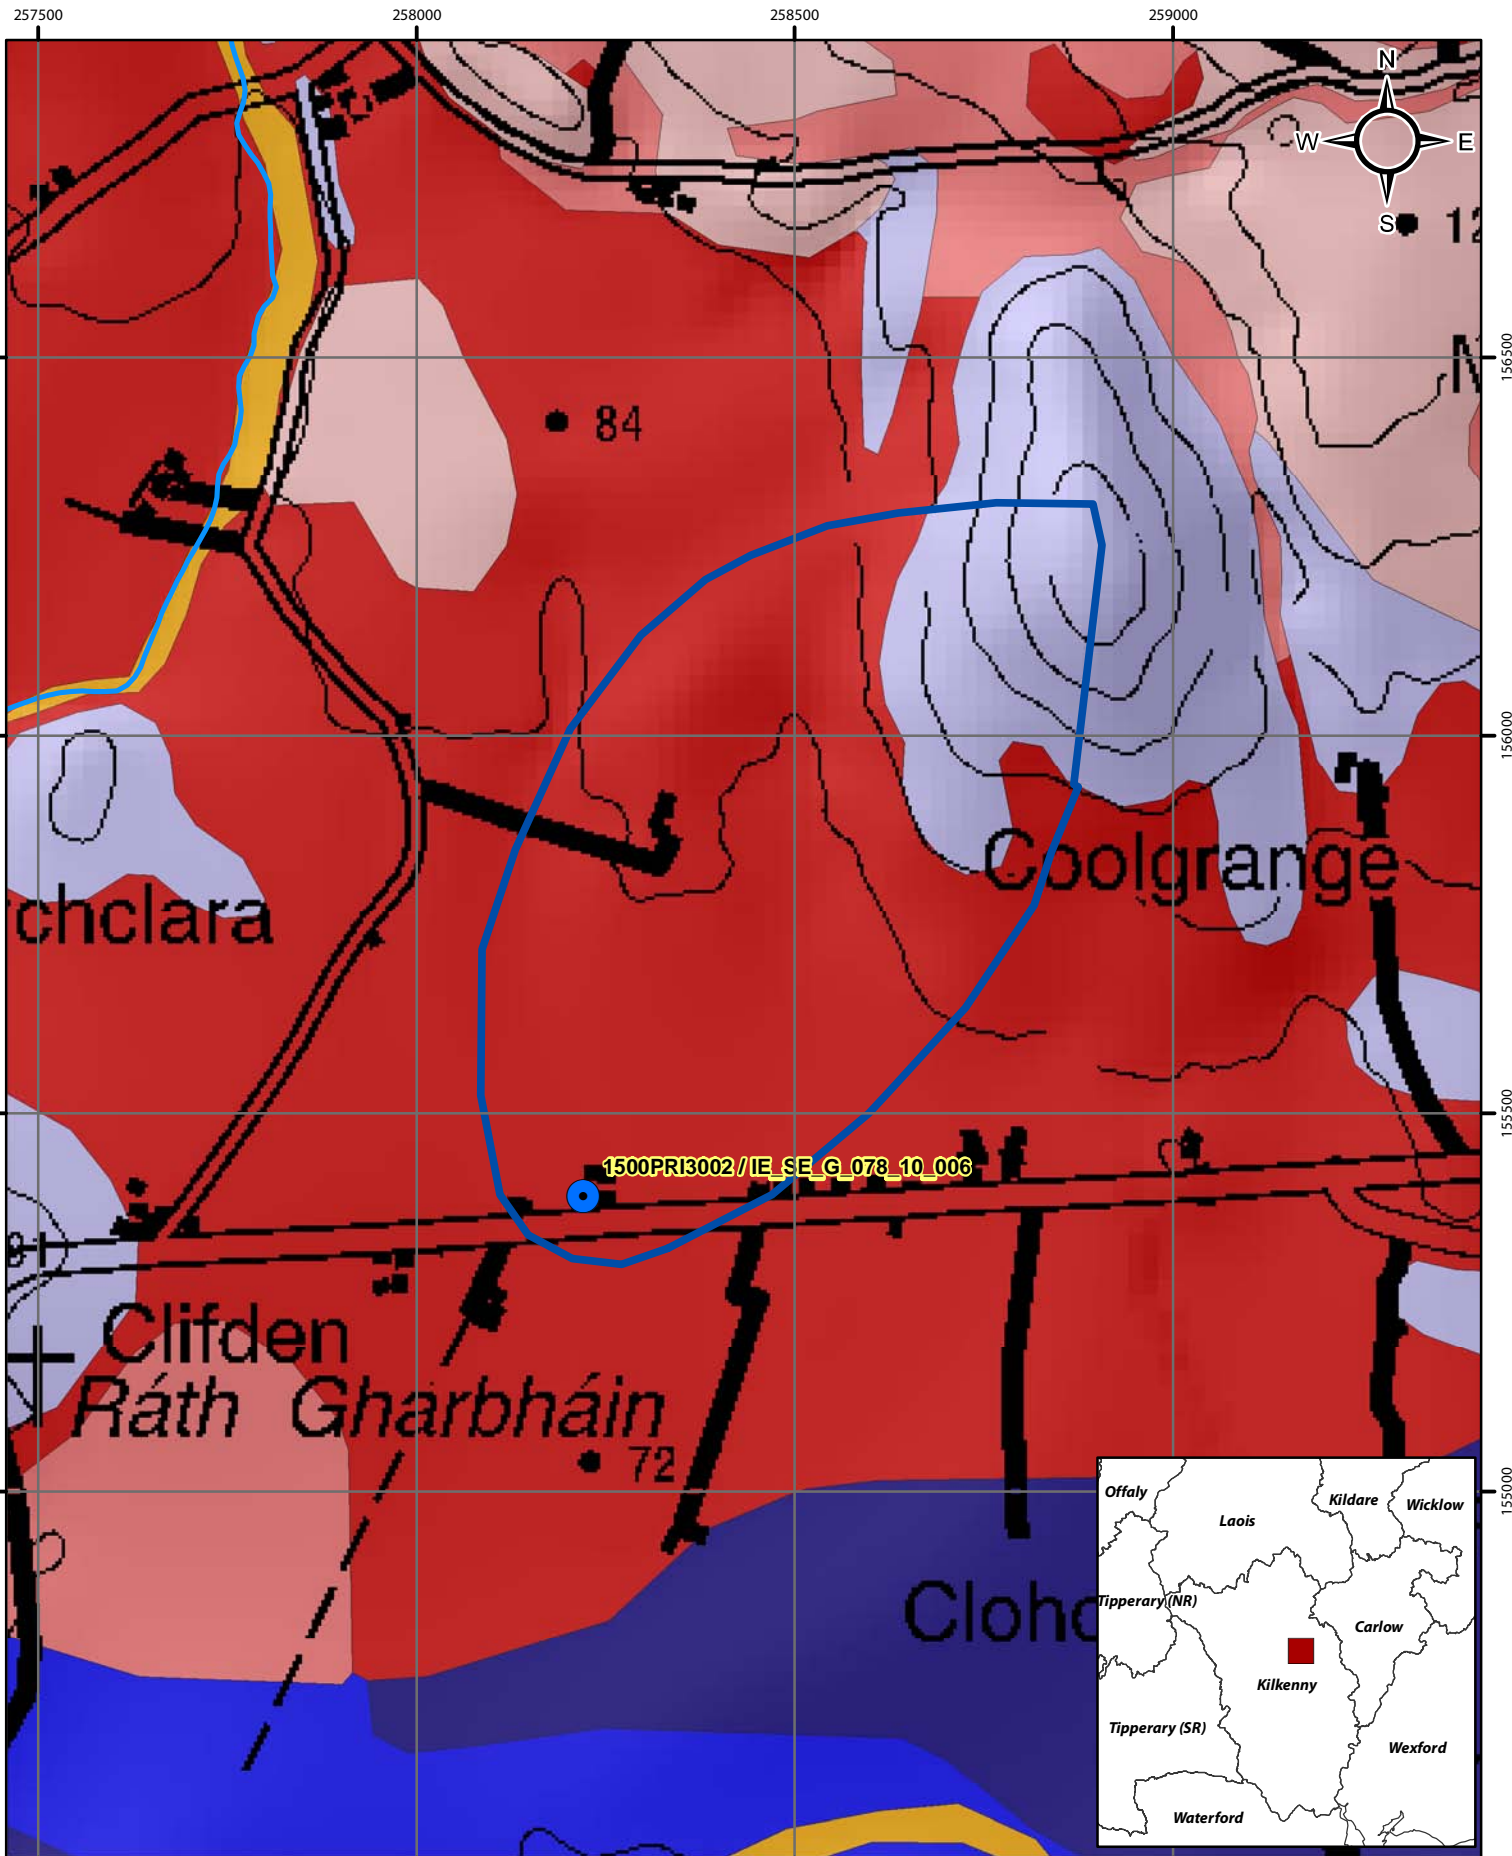 257500 258000 258500 259000
N
W E
S
12
156500
84
156000
Coolgrange
chclara
155500
1500PRI3002 / IE_SE_G_078_10_006
Clifden
Ráth Gharbháin
72
155000
Cloho
Offaly
Kildare
Wicklow
Laois
Tipperary (NR)
Carlow
Kilkenny
Tipperary (SR)
Wexford
Waterford